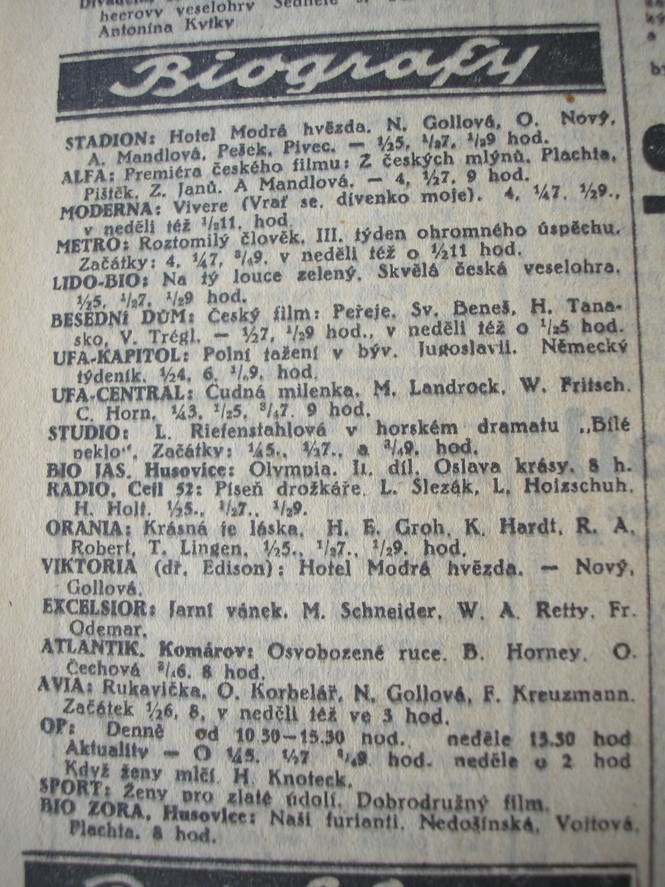 heerovy veselohry
Antonína Kytky
Biografy
STADION: Hotel Modrá hvězda. N. Gollová, O. Nový,
A. Mandlová, Pešek, Pivec. — ½5, ½7, ½9 hod.
ALFA: Premiéra českého filmu: Z českých mlýnů. Plachta,
Pištěk, Z. Janů. A Mandlová. — 4, ½7, 9 hod.
MODERNA: Vivere (Vrať se, dívenko moje). 4, ¼7, ½9.,
v neděli též ½11. hod.
METRO: Roztomilý člověk. III. týden ohromného úspěchu.
Začátky: 4, ¼7, ¾9, v neděli též o ½11 hod.
LIDO-BIO: Na tý louce zelený. Skvělá česká veselohra.
½5, ½7, ½9 hod.
BESEDNÍ DŮM: Český film: Peřeje. Sv. Beneš, H. Tana-
sko, V. Trégl. — ½7, ½9 hod., v neděli též o ½5 hod.
UFA-KAPITOL: Polní tažení v býv. Jugoslavii. Německý
týdeník. ½4, 6, 9. hod.
UFA-CENTRAL: Cudná milenka. M. Landrock, W. Fritsch.
C. Horn, ¼3, ½5, ¾7. 9 hod.
STUDIO: L. Riefenstahlová v horském dramatu „Bílé
peklo". Začátky: ¼5., ½7., a ¾9. hod.
BIO JAS. Husovice: Olympia. II. díl. Oslava krásy. 8 h.
RADIO. Cejl 52: Píseň drožkáře. L. Slezák, L. Holzschuh,
H. Holt. ½5., ½7., ½9.
ORANIA: Krásná je láska. H. E. Groh, K. Hardt, R. A.
Robert, T. Lingen, ½5., ½7., ½9. hod.
VIKTORIA (dř. Edison): Hotel Modrá hvězda. — Nový,
Gollová.
EXCELSIOR: Jarní vánek. M. Schneider, W. A. Retty, Fr.
Odemar.
ATLANTIK. Komárov: Osvobozené ruce. B. Horney, O.
Čechová ¾6. 8 hod.
AVIA: Rukavička. O. Korbelář, N. Gollová, F. Kreuzmann.
Začátek ½6, 8, v neděli též ve 3 hod.
OP: Denně od 10.30—15.30 hod., neděle 13.30 hod
Aktuality — O ¼5. ½7 ¾9 hod. neděle o 2 hod
Když ženy mlčí. H. Knoteck.
SPORT: Ženy pro zlaté údolí. Dobrodružný film.
BIO ZORA, Husovice: Naši furianti. Nedošínská, Vojtová,
Plachta. 8 hod.